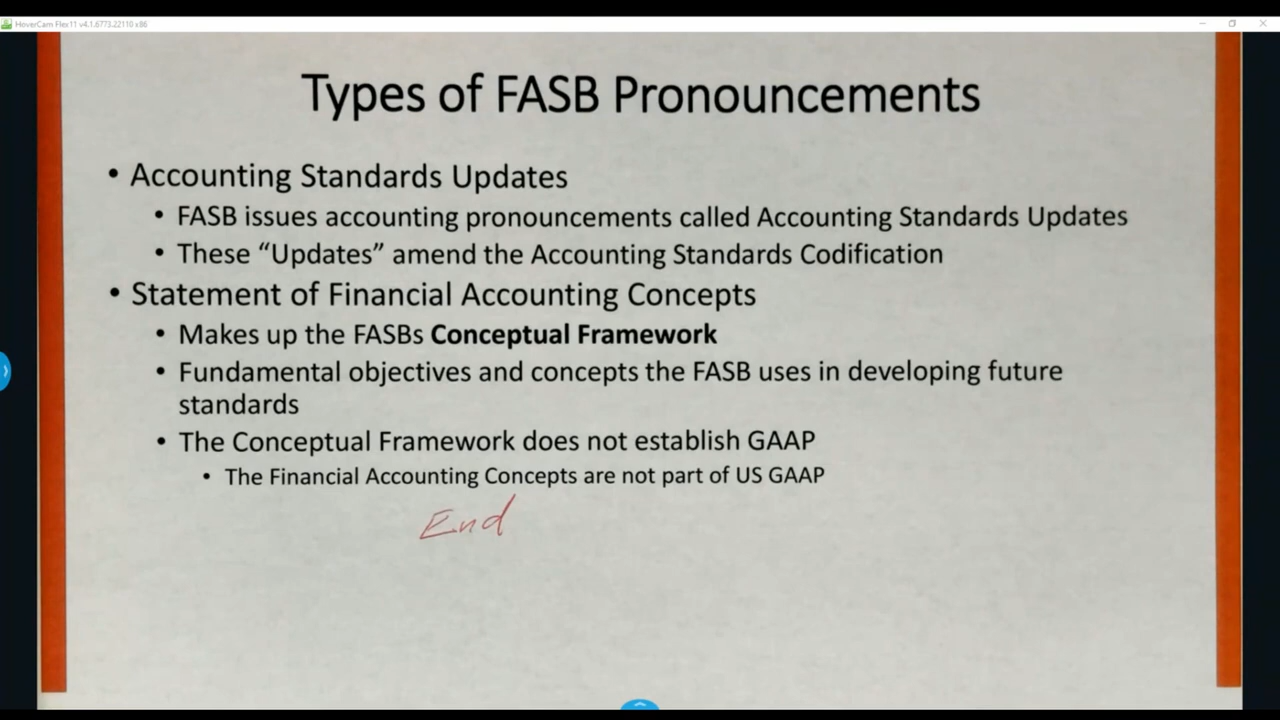 HoverCam Flex11 v4.1.6773.22110 x86
Types of FASB Pronouncements
• Accounting Standards Updates
• FASB issues accounting pronouncements called Accounting Standards Updates
• These “Updates” amend the Accounting Standards Codification
• Statement of Financial Accounting Concepts
• Makes up the FASBs Conceptual Framework
• Fundamental objectives and concepts the FASB uses in developing future
standards
• The Conceptual Framework does not establish GAAP
• The Financial Accounting Concepts are not part of US GAAP
End